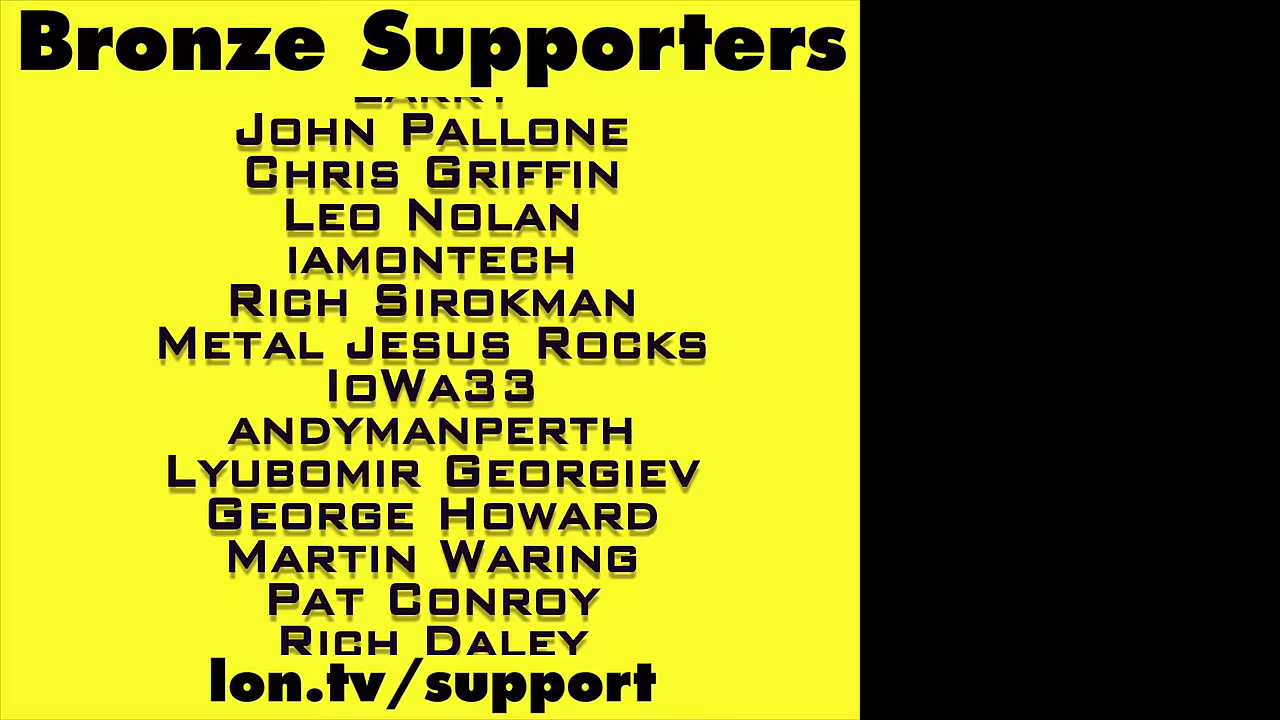 Bronze Supporters
John Pallone
Chris Griffin
Leo Nolan
iamontech
Rich Sirokman
Metal Jesus Rocks
IoWa33
andymanperth
Lyubomir Georgiev
George Howard
Martin Waring
Pat Conroy
Rich Daley
lon.tv/support